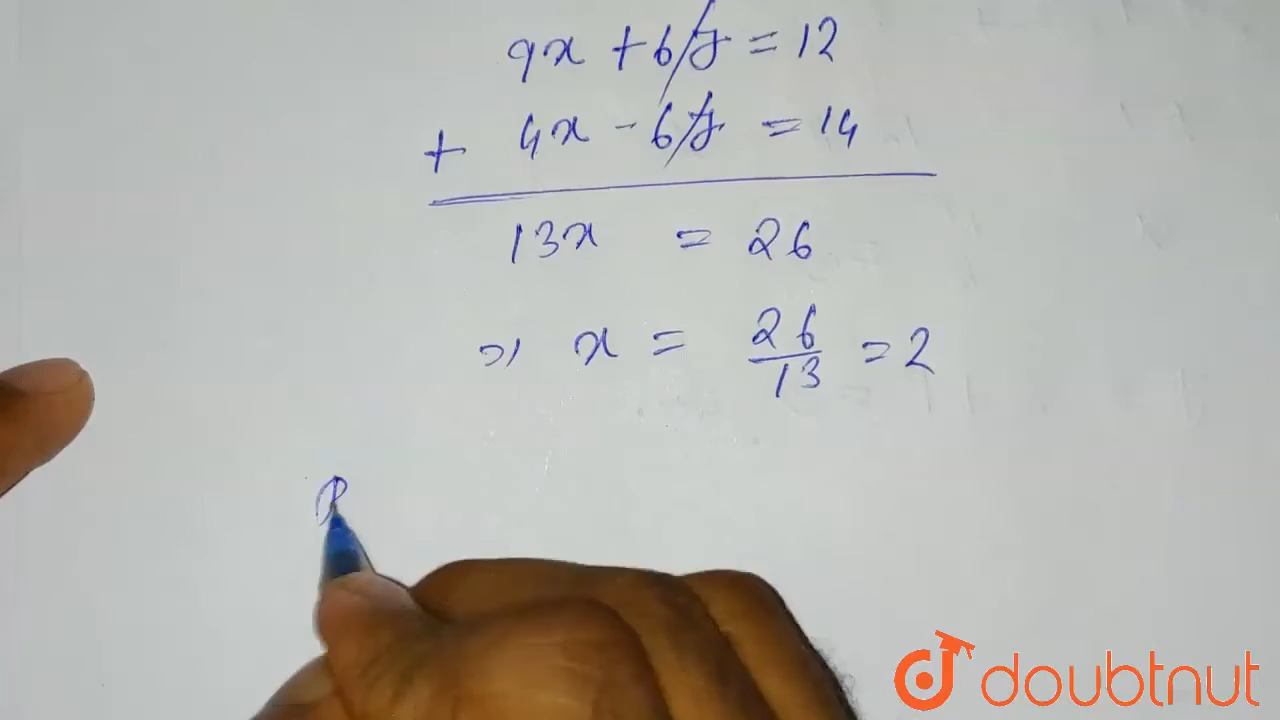 9x + 6y = 12
+ 4x - 6y = 14
13x = 26
⇒ x = 26/13 = 2
doubtnut